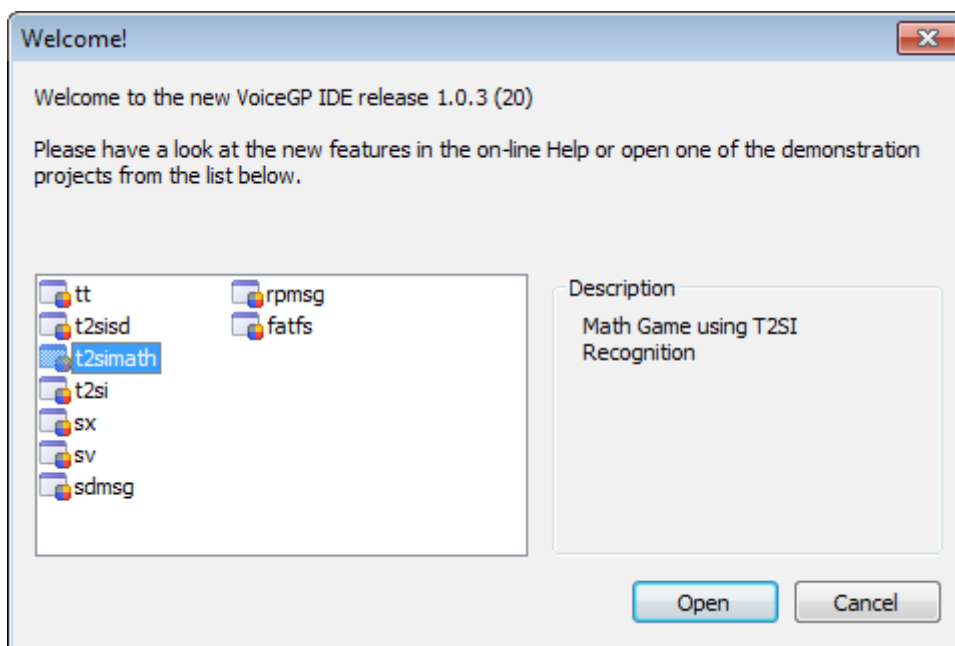 Welcome!
Welcome to the new VoiceGP IDE release 1.0.3 (20)
Please have a look at the new features in the on-line Help or open one of the demonstration
projects from the list below.
tt
t2sisd
t2simath
t2si
sx
sv
sdmsg
rpmsg
fatfs
Description
Math Game using T2SI
Recognition
Open
Cancel